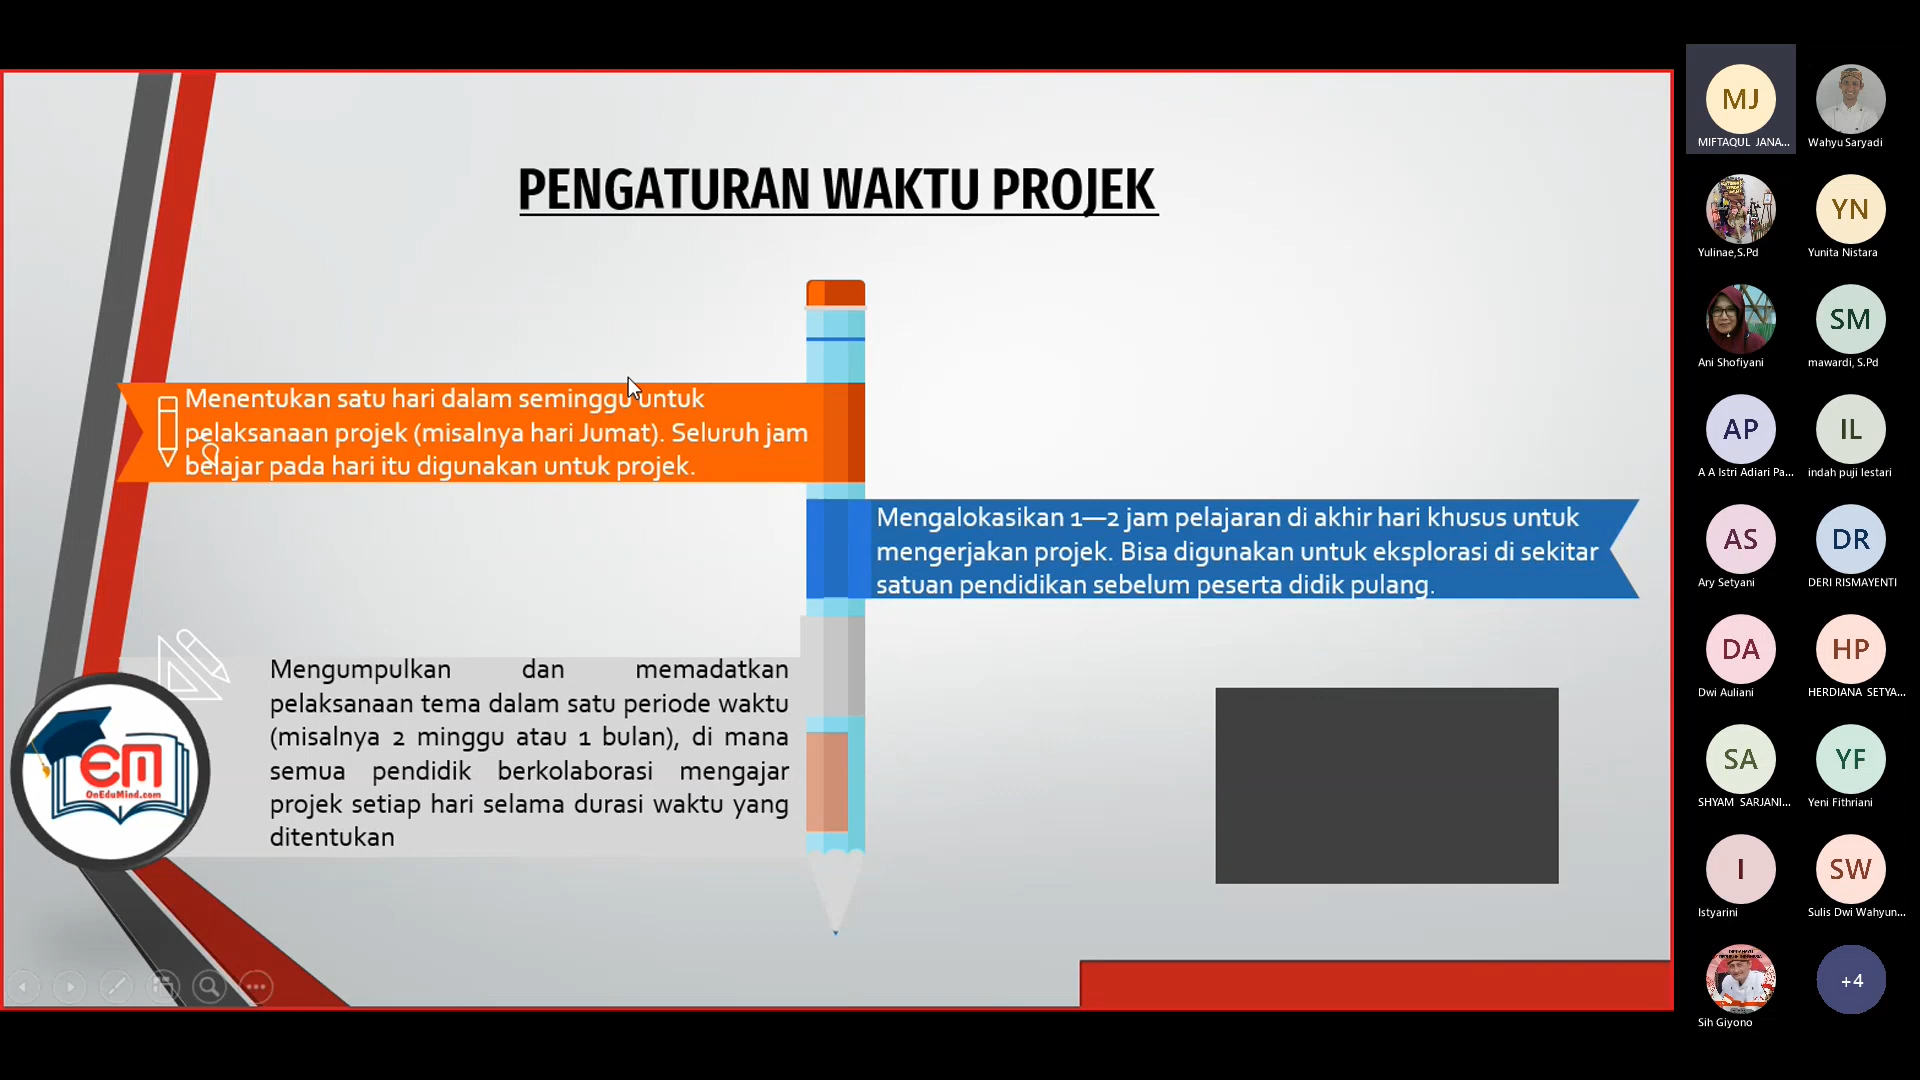 PENGATURAN WAKTU PROJEK
Menentukan satu hari dalam seminggu untuk
pelaksanaan projek (misalnya hari Jumat). Seluruh jam
belajar pada hari itu digunakan untuk projek.
Mengalokasikan 1—2 jam pelajaran di akhir hari khusus untuk
mengerjakan projek. Bisa digunakan untuk eksplorasi di sekitar
satuan pendidikan sebelum peserta didik pulang.
Mengumpulkan dan memadatkan
pelaksanaan tema dalam satu periode waktu
(misalnya 2 minggu atau 1 bulan), di mana
semua pendidik berkolaborasi mengajar
projek setiap hari selama durasi waktu yang
ditentukan
EM
OnEduMind.com
MJ
MIFTAQUL JANA...
Wahyu Saryadi
Yulinae,S.Pd
YN
Yunita Nistara
Ani Shofiyani
SM
mawardi, S.Pd
AP
A A Istri Adiari Pa...
IL
indah puji lestari
AS
Ary Setyani
DR
DERI RISMAYENTI
DA
Dwi Auliani
HP
HERDIANA SETYA...
SA
SHYAM SARJANI...
YF
Yeni Fithriani
I
Istyarini
SW
Sulis Dwi Wahyun...
Sih Giyono
+4